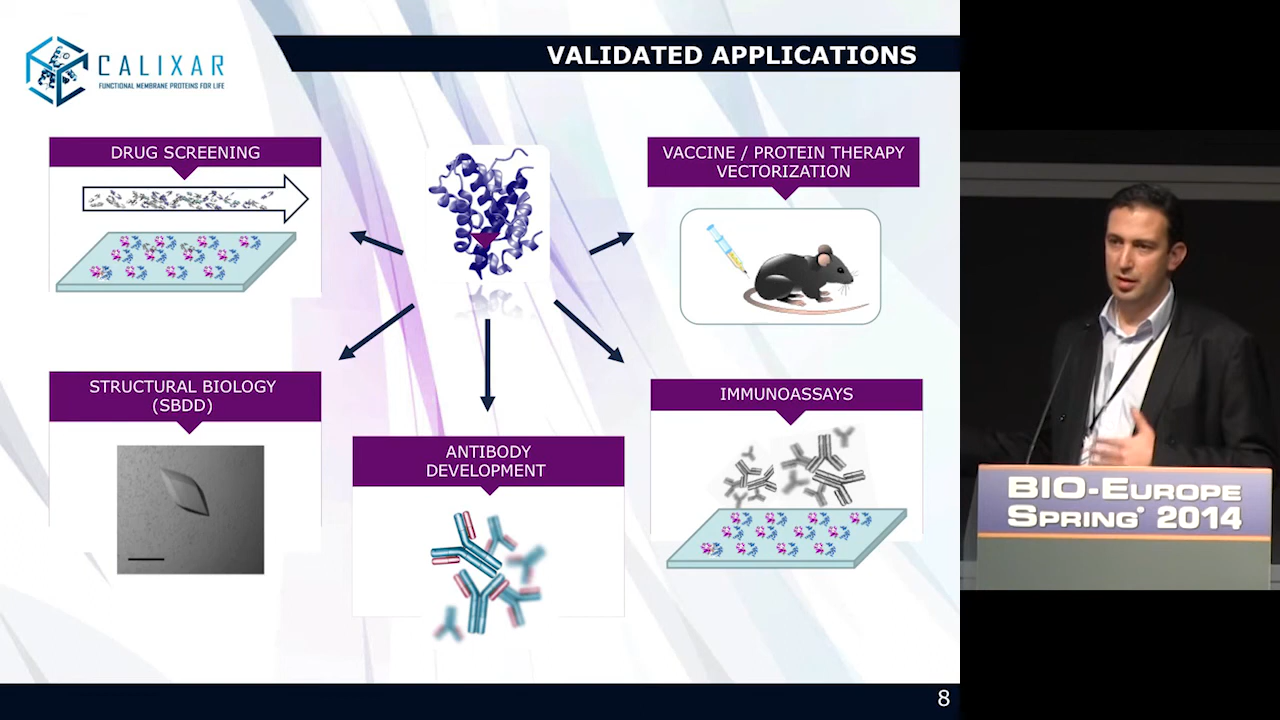 CALIXAR
FUNCTIONAL MEMBRANE PROTEINS FOR LIFE
VALIDATED APPLICATIONS
DRUG SCREENING
VACCINE / PROTEIN THERAPY
VECTORIZATION
STRUCTURAL BIOLOGY
(SBDD)
ANTIBODY
DEVELOPMENT
IMMUNOASSAYS
8
BIO-EUROPE
SPRING® 2014